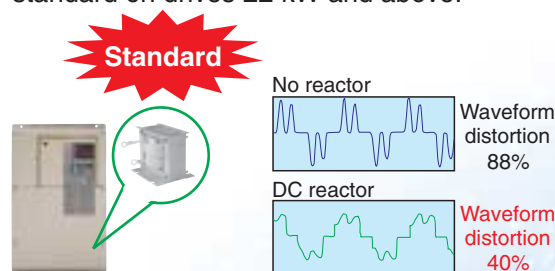 standard on drives 22 kW and above.
Standard
No reactor
Waveform
distortion
88%
DC reactor
Waveform
distortion
40%